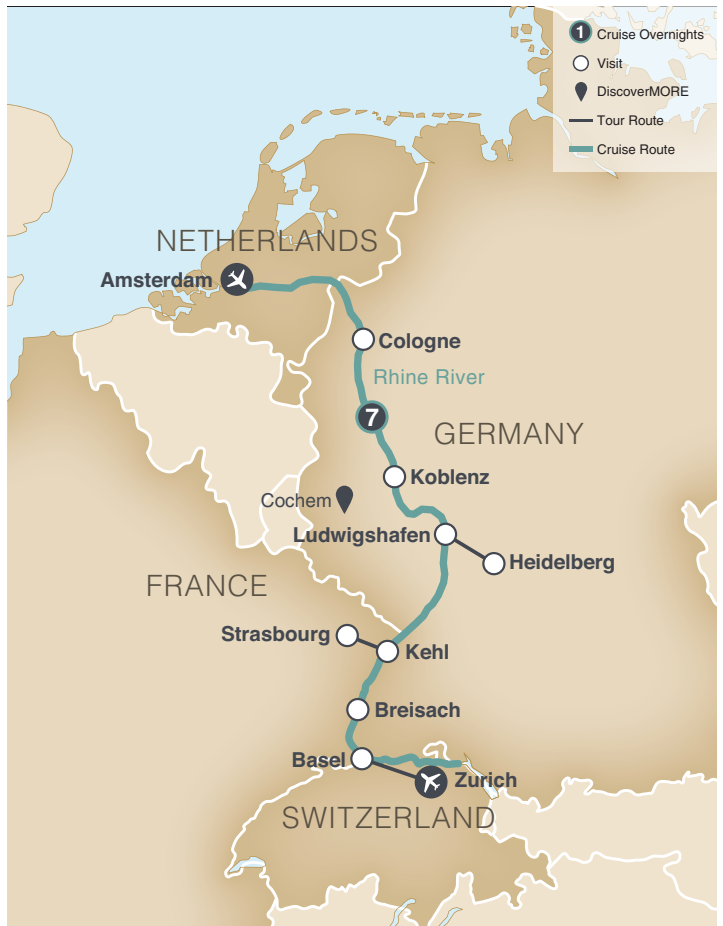 1 Cruise Overnights
Visit
DiscoverMORE
Tour Route
Cruise Route
NETHERLANDS
Amsterdam
Cologne
Rhine River
7
GERMANY
Koblenz
Cochem
Ludwigshafen
Heidelberg
FRANCE
Strasbourg
Kehl
Breisach
Basel
Zurich
SWITZERLAND